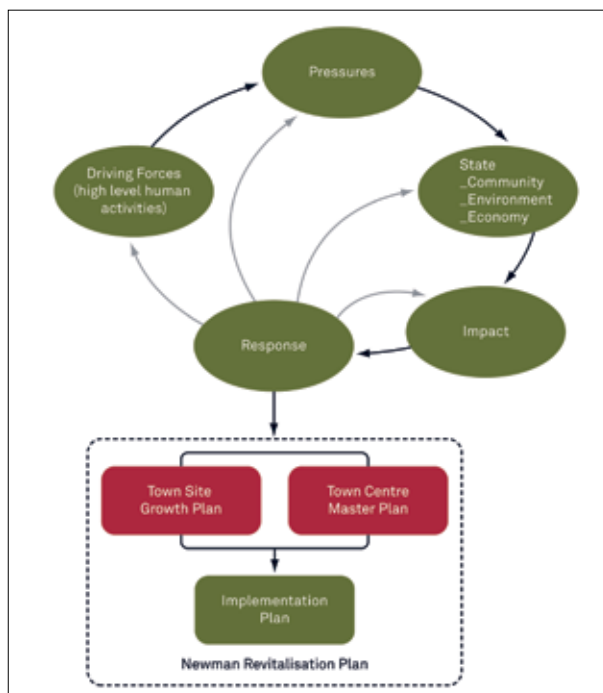 Pressures
Driving Forces
(high level human
activities)
State
_Community
_Environment
_Economy
Response
Impact
Town Site
Growth Plan
Town Centre
Master Plan
Implementation
Plan
Newman Revitalisation Plan